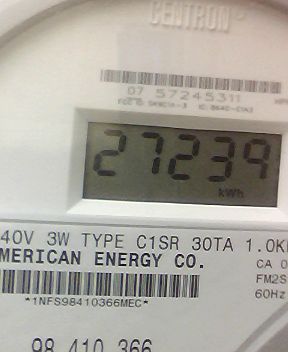 CENTRON
07 57245311
27239
kWh
40V 3W TYPE C1SR 30TA 1.0K
MERICAN ENERGY CO.
CA 0
FM2S
60Hz
*1NFS98410366MEC*
98 410 366